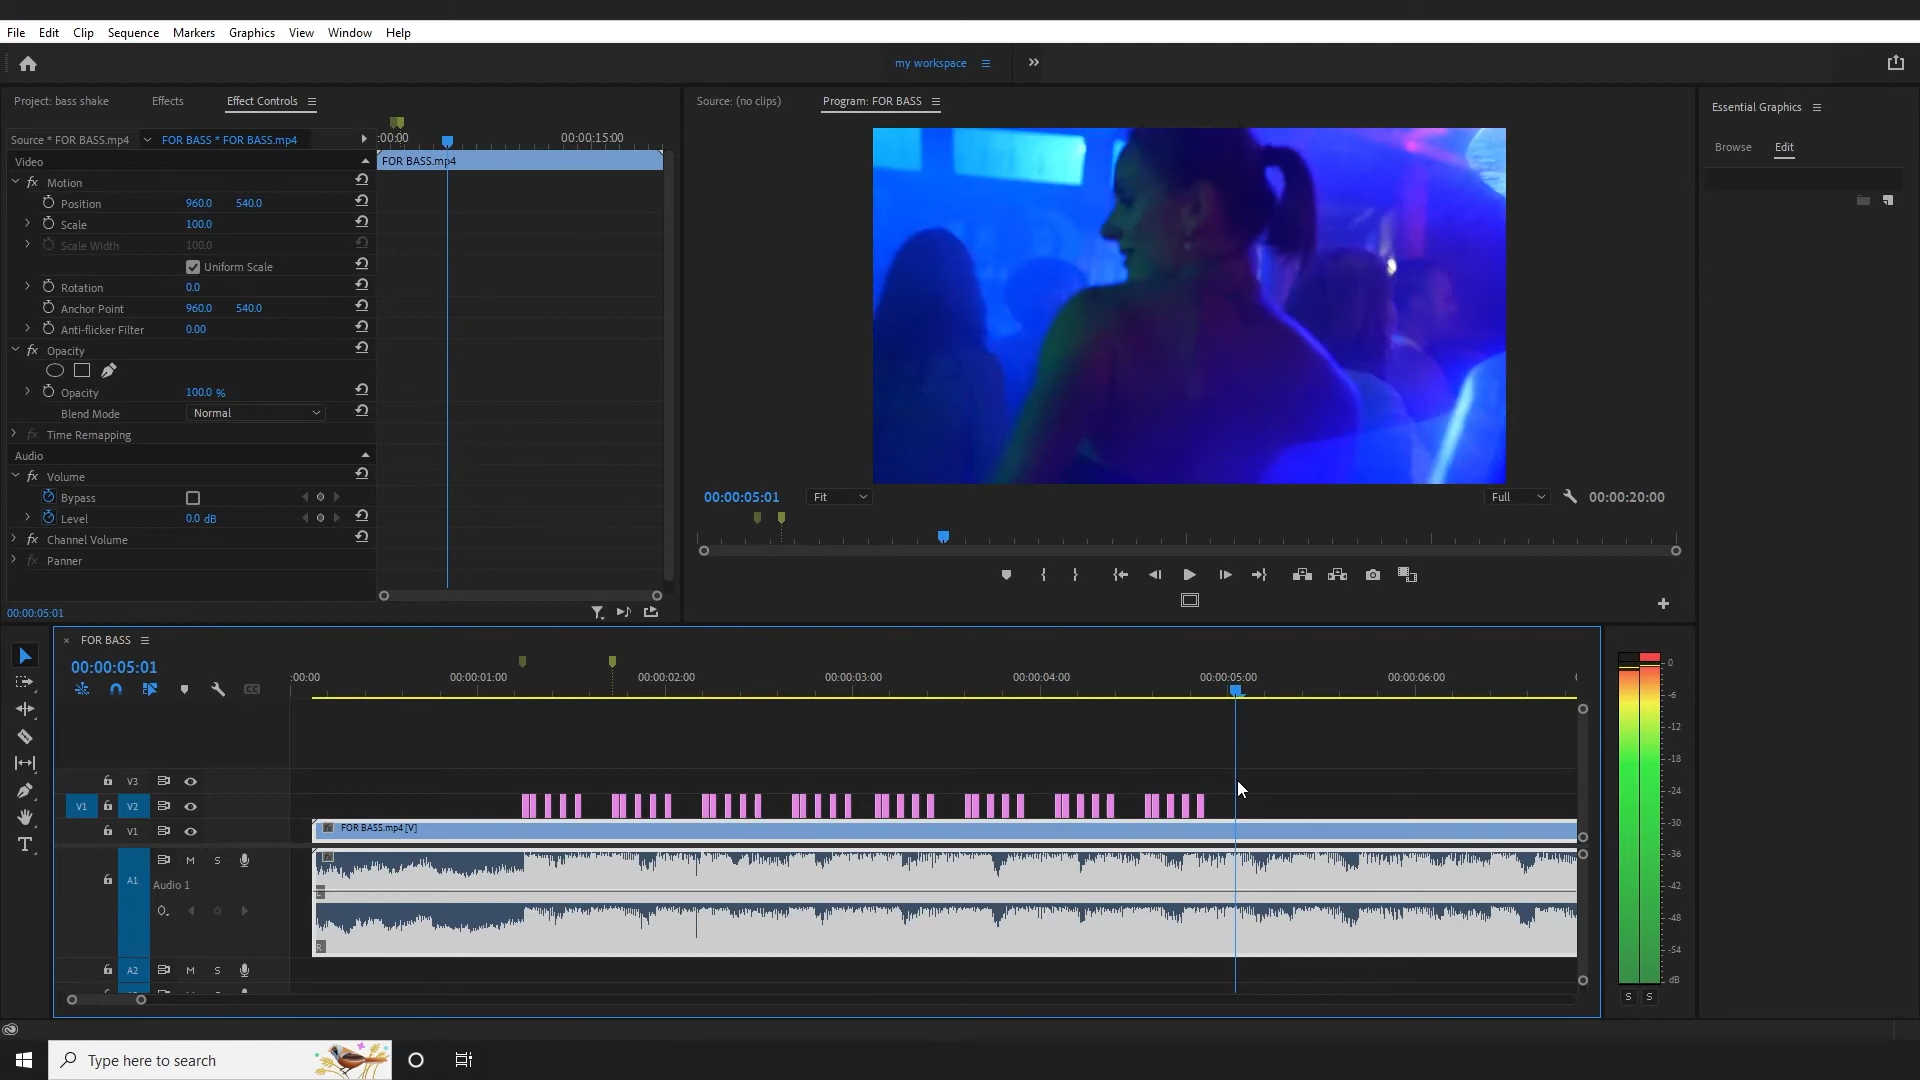 File Edit Clip Sequence Markers Graphics View Window Help
my workspace
Project: bass shake Effects Effect Controls
Source: (no clips) Program: FOR BASS
Essential Graphics
Browse Edit
Source * FOR BASS.mp4 FOR BASS * FOR BASS.mp4
:00:00 00:00:15:00
Video
FOR BASS.mp4
fx Motion
Position 960.0 540.0
Scale 100.0
Scale Width 100.0
Uniform Scale
Rotation 0.0
Anchor Point 960.0 540.0
Anti-flicker Filter 0.00
fx Opacity
Opacity 100.0 %
Blend Mode Normal
fx Time Remapping
Audio
fx Volume
Bypass
Level 0.0 dB
fx Channel Volume
fx Panner
00:00:05:01
00:00:05:01 Fit Full 00:00:20:00
FOR BASS
00:00:05:01
:00:00 00:00:01:00 00:00:02:00 00:00:03:00 00:00:04:00 00:00:05:00 00:00:06:00
V3
V1 V2
V1
FOR BASS.mp4 [V]
A1 M S
Audio 1
L
R
A2 M S
0
-6
-12
-18
-24
-30
-36
-42
-48
-54
dB
S S
Type here to search